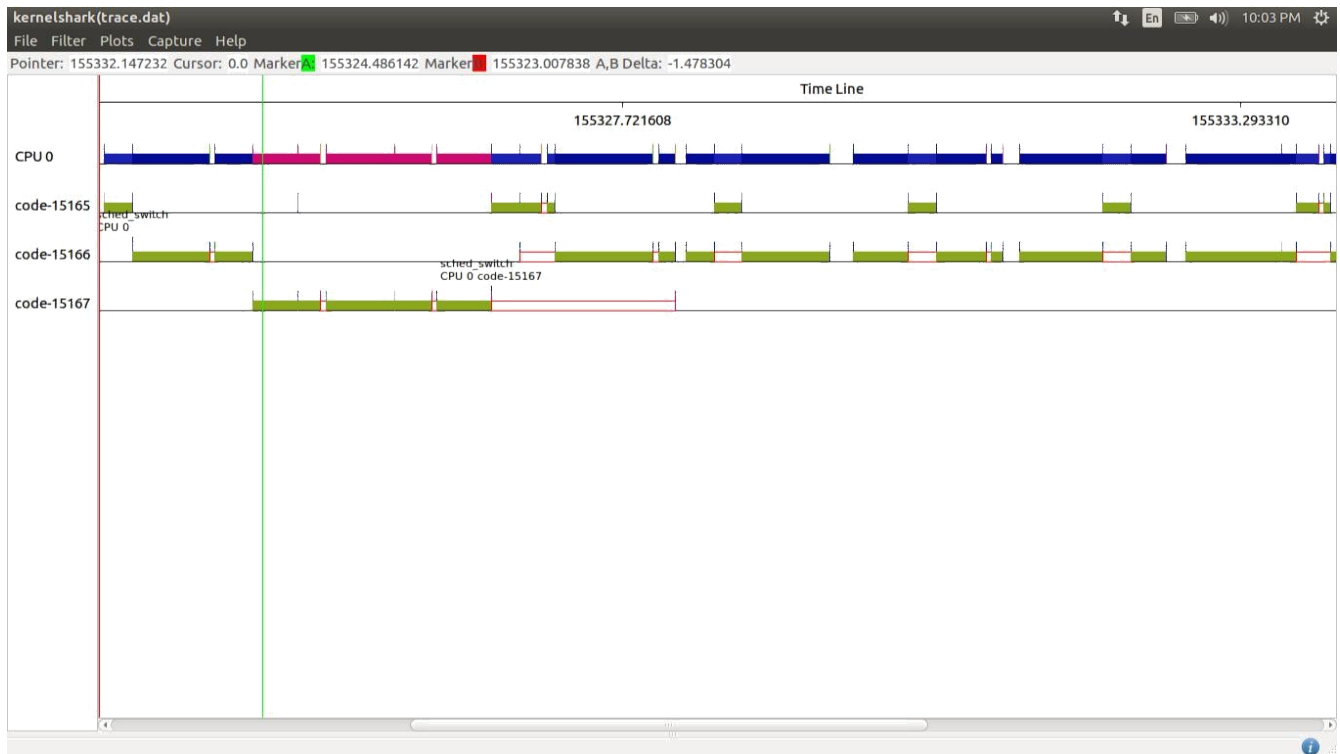 kernelshark(trace.dat)
En
10:03 PM
File Filter Plots Capture Help
Pointer: 155332.147232 Cursor: 0.0 Marker A: 155324.486142 Marker 155323.007838 A,B Delta: -1.478304
Time Line
155327.721608 155333.293310
CPU 0
code-15165
sched_switch
CPU 0
code-15166
sched_switch
CPU 0 code-15167
code-15167